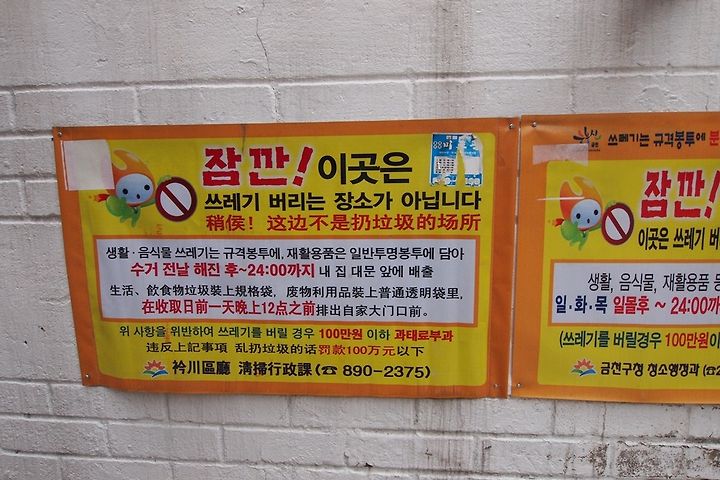 잠깐! 이곳은
쓰레기 버리는 장소가 아닙니다
稍侯! 这边不是扔垃圾的场所
생활·음식물 쓰레기는 규격봉투에, 재활용품은 일반투명봉투에 담아
수거 전날 해진 후~24:00까지 내 집 대문 앞에 배출
生活、飮食物垃圾裝上規格袋, 废物利用品裝上普通透明袋里,
在收取日前一天晚上12点之前排出自家大门口前.
위 사항을 위반하여 쓰레기를 버릴 경우 100만원 이하 과태료부과
违反上記事項 乱扔垃圾的话罚款100万元以下
衿川區廳 淸掃行政課 (☎ 890-2375)
쓰레기는 규격봉투에
잠깐!
이곳은 쓰레기 버
생활, 음식물, 재활용품
일·화·목 일몰후 ~ 24:00까
(쓰레기를 버릴경우 100만원이
금천구청 청소행정과 (☎2